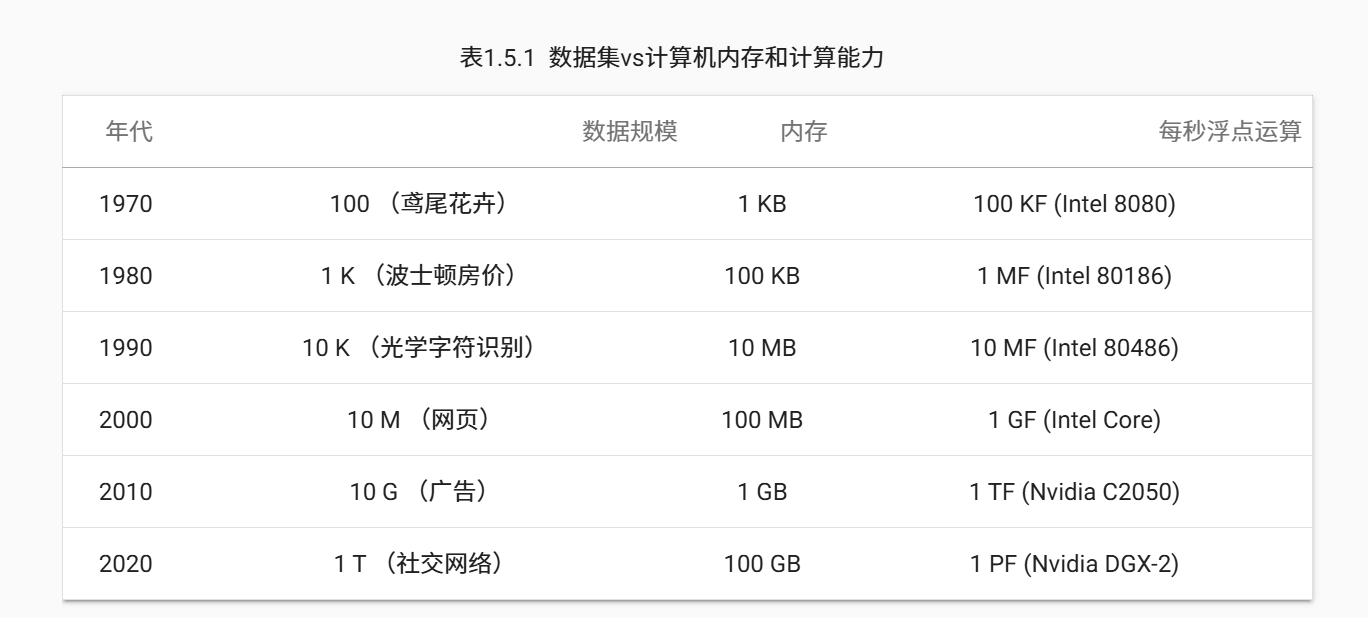 表1.5.1 数据集vs计算机内存和计算能力
年代 数据规模 内存 每秒浮点运算
1970 100 （鸢尾花卉） 1 KB 100 KF (Intel 8080)
1980 1 K （波士顿房价） 100 KB 1 MF (Intel 80186)
1990 10 K （光学字符识别） 10 MB 10 MF (Intel 80486)
2000 10 M （网页） 100 MB 1 GF (Intel Core)
2010 10 G （广告） 1 GB 1 TF (Nvidia C2050)
2020 1 T （社交网络） 100 GB 1 PF (Nvidia DGX-2)